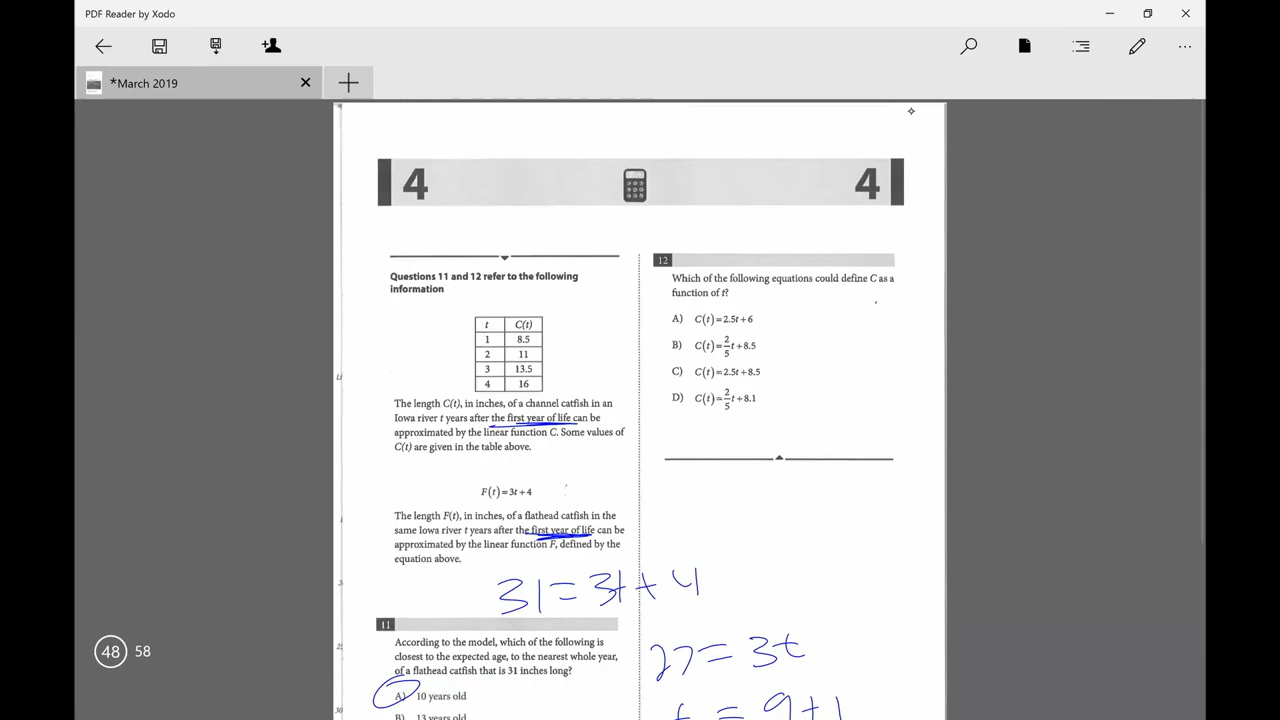 PDF Reader by Xodo
*March 2019
4 4
Questions 11 and 12 refer to the following
information
t C(t)
1 8.5
2 11
3 13.5
4 16
The length C(t), in inches, of a channel catfish in an
Iowa river t years after the first year of life can be
approximated by the linear function C. Some values of
C(t) are given in the table above.
F(t)=3t+4
The length F(t), in inches, of a flathead catfish in the
same Iowa river t years after the first year of life can be
approximated by the linear function F, defined by the
equation above.
31=3t+4
11
According to the model, which of the following is
closest to the expected age, to the nearest whole year,
of a flathead catfish that is 31 inches long?
A) 10 years old
B) 13 years old
12
Which of the following equations could define C as a
function of t?
A) C(t)=2.5t+6
B) C(t)=2/5t+8.5
C) C(t)=2.5t+8.5
D) C(t)=2/5t+8.1
27=3t
t=9+1
48 58